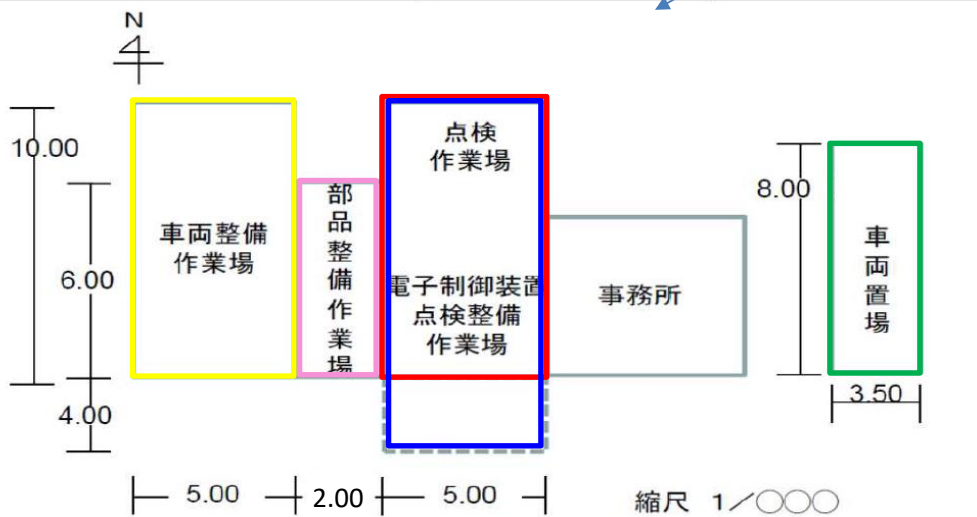 N
10.00
6.00
4.00
車両整備
作業場
部品整備作業場
点検
作業場
電子制御装置
点検整備
作業場
事務所
8.00
車両置場
3.50
5.00
2.00
5.00
縮尺 1/○○○